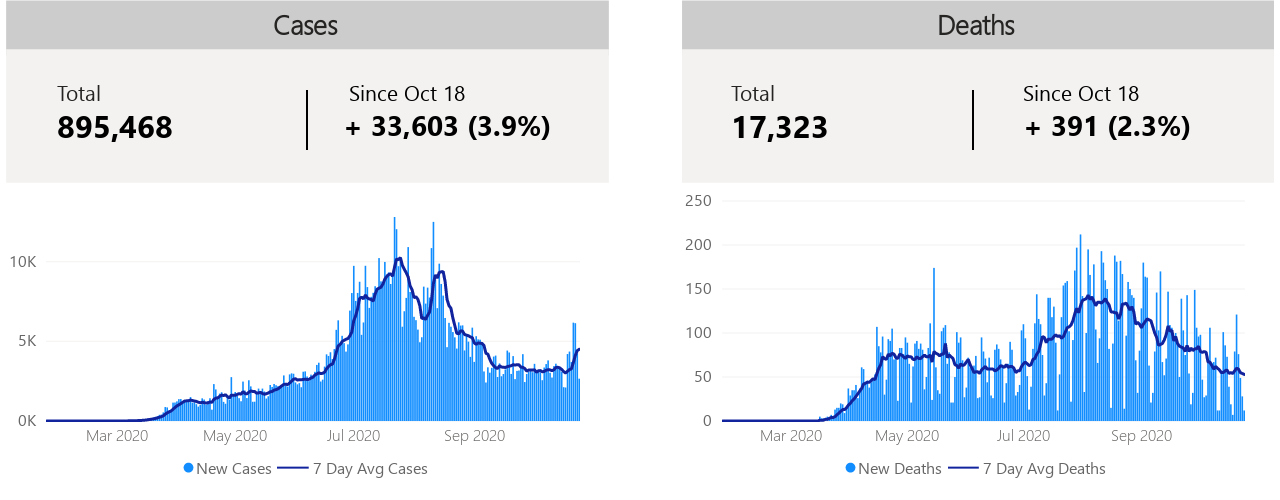 Cases
Total
895,468
Since Oct 18
+ 33,603 (3.9%)
10K
5K
0K
Mar 2020 May 2020 Jul 2020 Sep 2020
New Cases 7 Day Avg Cases
Deaths
Total
17,323
Since Oct 18
+ 391 (2.3%)
250
200
150
100
50
0
Mar 2020 May 2020 Jul 2020 Sep 2020
New Deaths 7 Day Avg Deaths